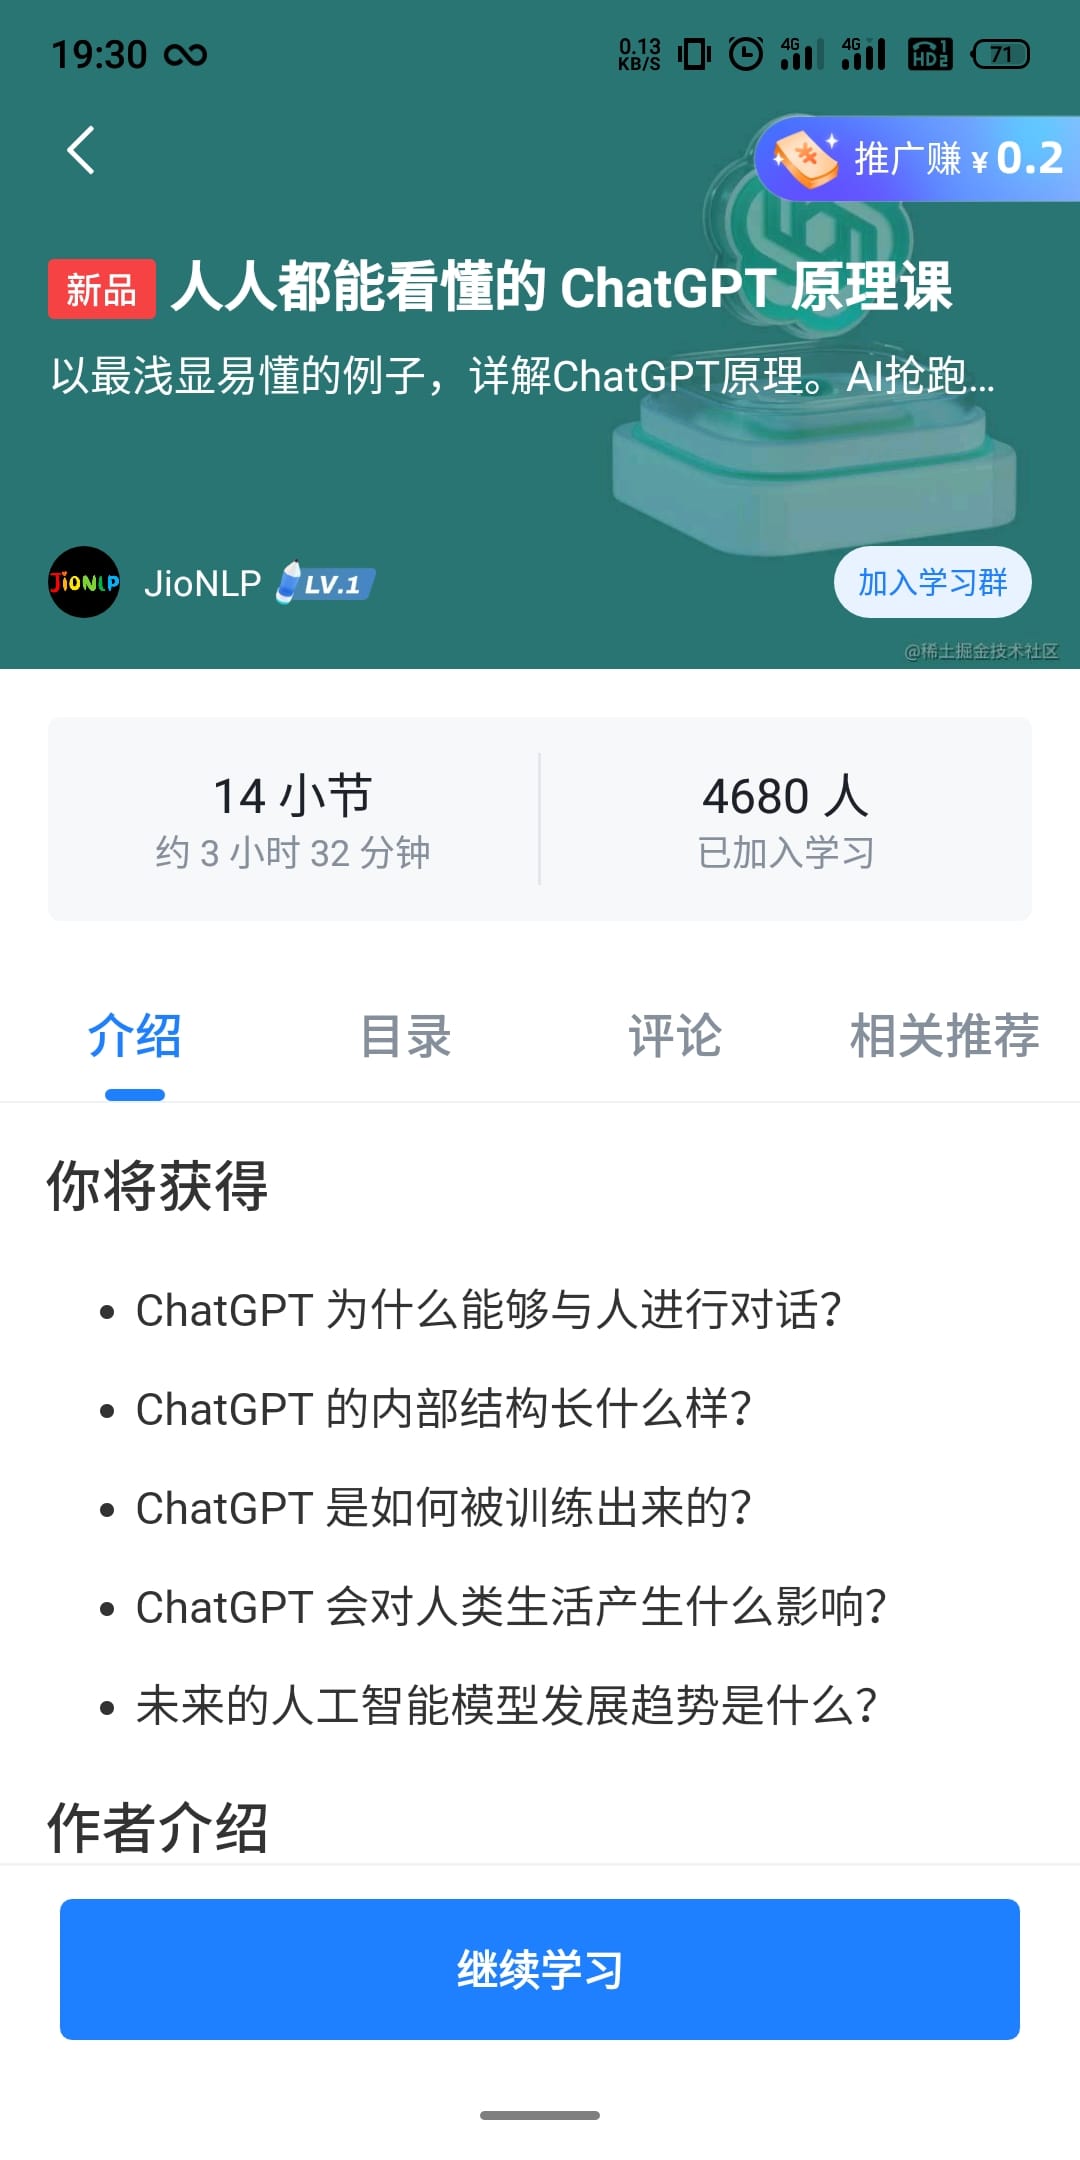 19:30
0.13 KB/S 4G 4G HD 1 2 71
推广赚 ¥0.2
新品 人人都能看懂的 ChatGPT 原理课
以最浅显易懂的例子，详解ChatGPT原理。AI抢跑...
JioNLP JioNLP LV.1 加入学习群
@稀土掘金技术社区
14 小节 4680 人
约 3 小时 32 分钟 已加入学习
介绍 目录 评论 相关推荐
你将获得
• ChatGPT 为什么能够与人进行对话？
• ChatGPT 的内部结构长什么样？
• ChatGPT 是如何被训练出来的？
• ChatGPT 会对人类生活产生什么影响？
• 未来的人工智能模型发展趋势是什么？
作者介绍
继续学习